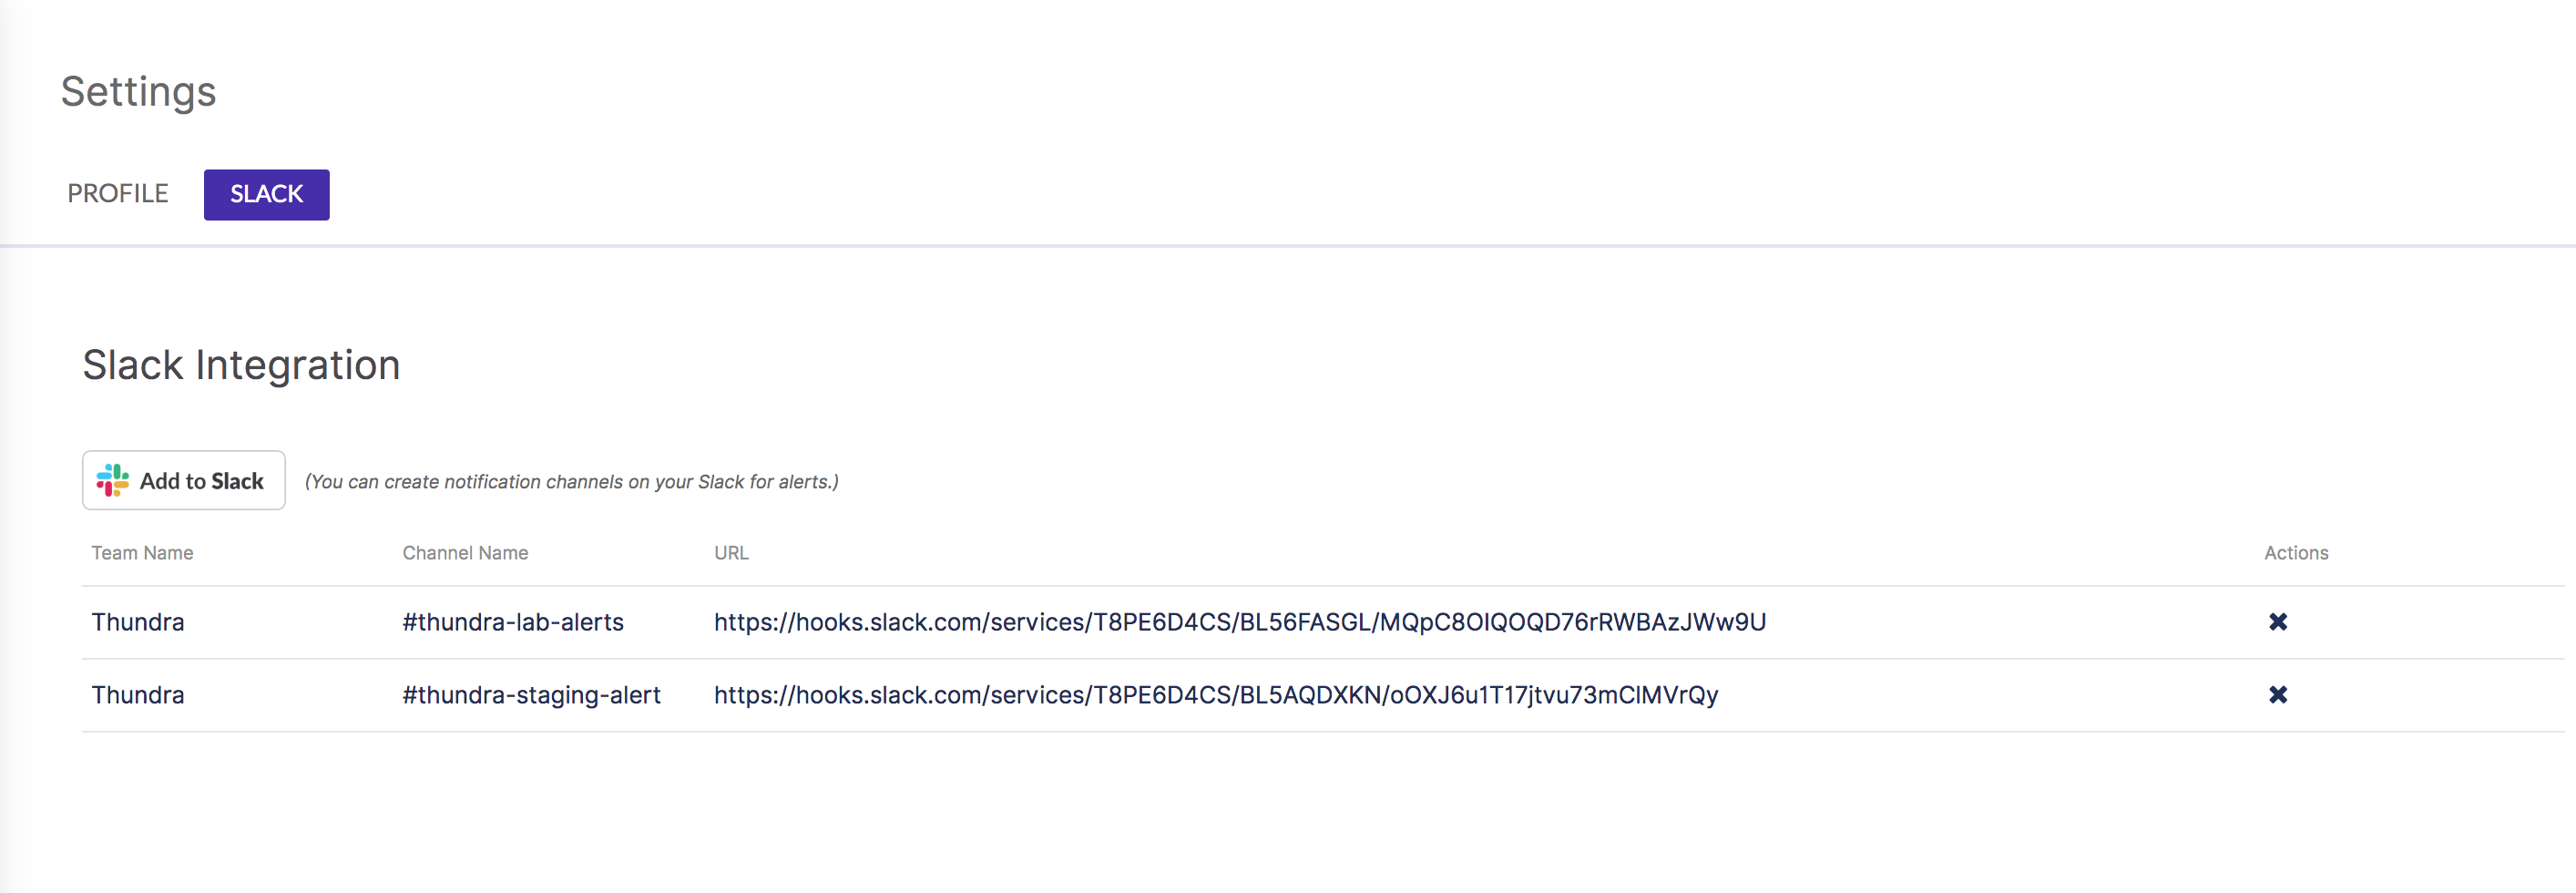 Settings
PROFILE SLACK
Slack Integration
Add to Slack (You can create notification channels on your Slack for alerts.)
Team Name Channel Name URL Actions
Thundra #thundra-lab-alerts https://hooks.slack.com/services/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
Thundra #thundra-staging-alert https://hooks.slack.com/services/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